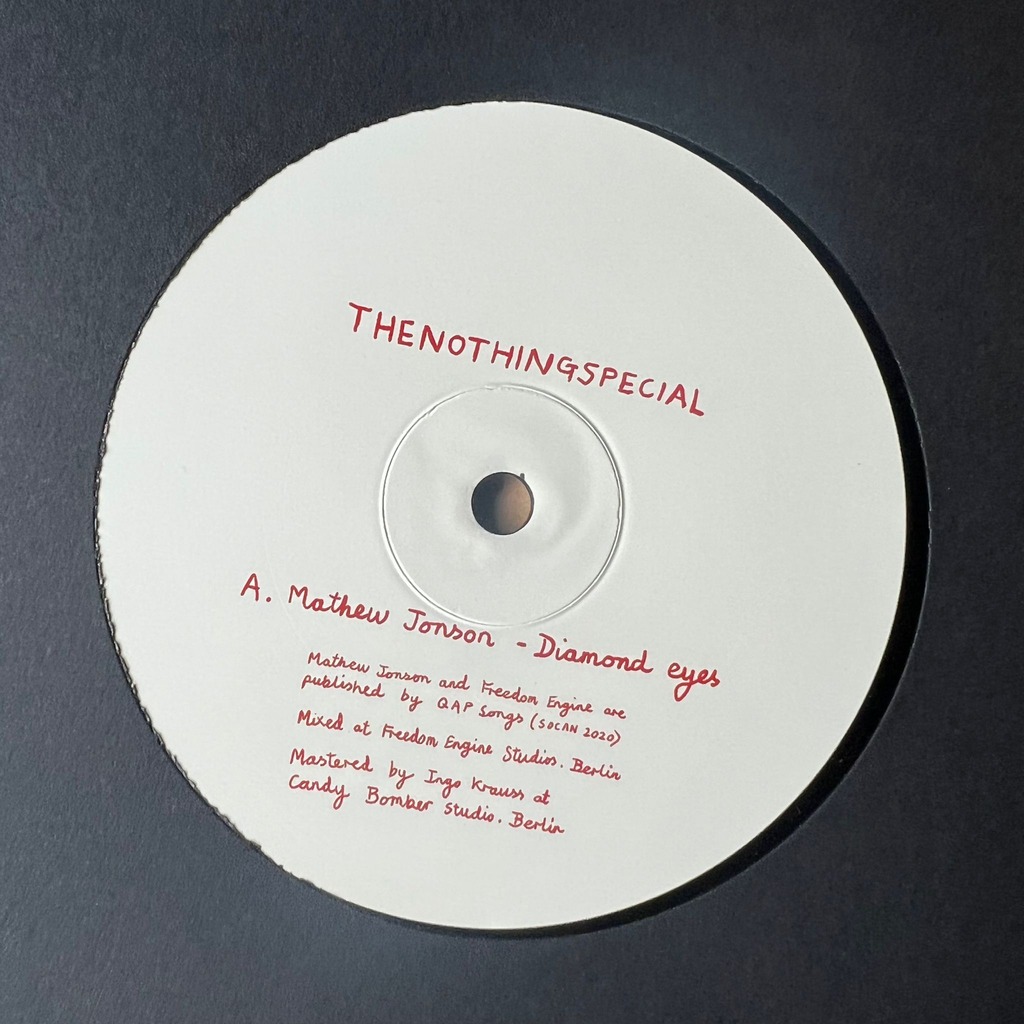 THENOTHINGSPECIAL
A. Mathew Jonson - Diamond eyes
Mathew Jonson and Freedom Engine are
published by QAP Songs (SOCAN 2020)
Mixed at Freedom Engine Studios. Berlin
Mastered by Ingo Krauss at
Candy Bomber Studio. Berlin